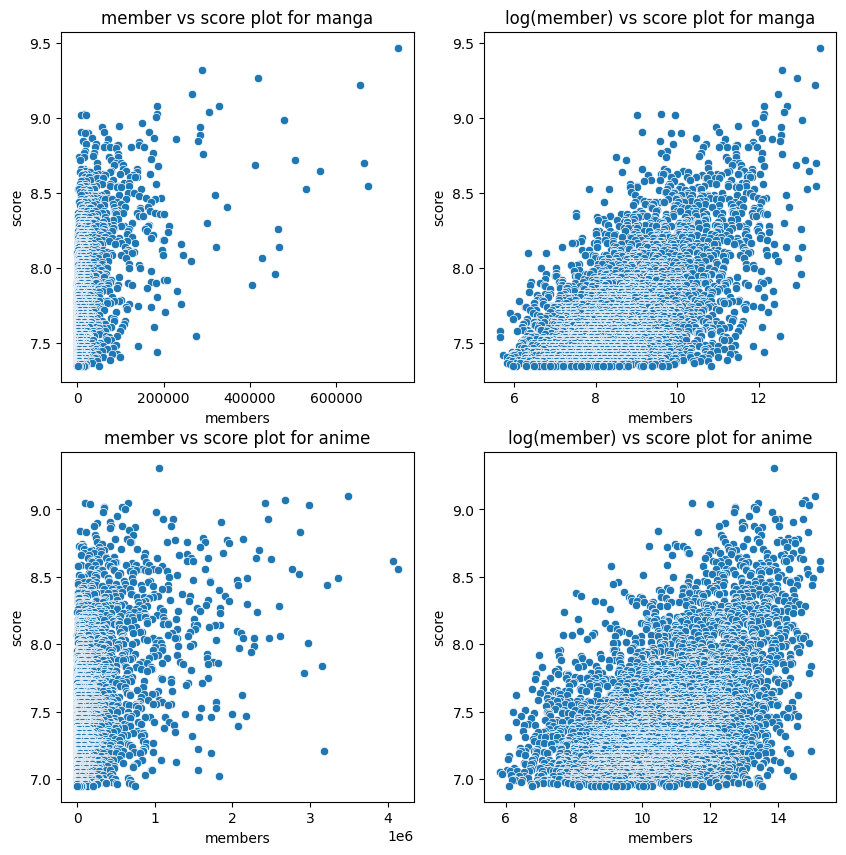 member vs score plot for manga
9.5
9.0
8.5
8.0
7.5
score
0
200000
400000
600000
members
log(member) vs score plot for manga
9.5
9.0
8.5
8.0
7.5
score
6
8
10
12
members
member vs score plot for anime
9.0
8.5
8.0
7.5
7.0
score
0
1
2
3
4
1e6
members
log(member) vs score plot for anime
9.0
8.5
8.0
7.5
7.0
score
6
8
10
12
14
members